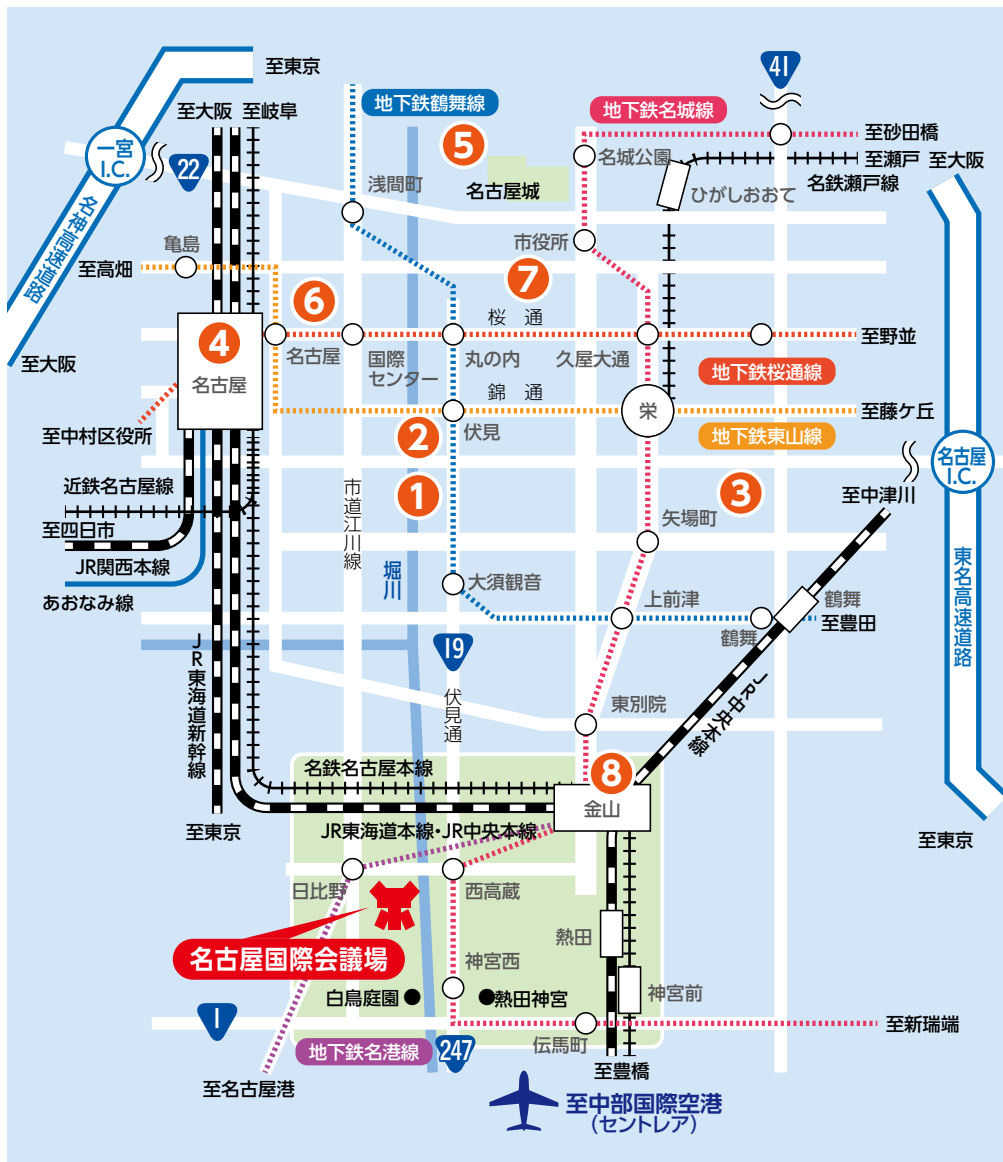 至東京
41
至大阪
至岐阜
地下鉄鶴舞線
地下鉄名城線
一宮
I.C.
22
5
名城公園
至砂田橋
至瀬戸
至大阪
名鉄瀬戸線
浅間町
名古屋城
ひがしおおて
名神高速道路
亀島
市役所
至高畑
7
6
桜通
4
名古屋
国際
センター
丸の内
久屋大通
至野並
至大阪
名古屋
錦通
地下鉄桜通線
栄
至藤ケ丘
至中村区役所
2
伏見
地下鉄東山線
名古屋
I.C.
近鉄名古屋線
市道江川線
1
3
至中津川
矢場町
至四日市
JR関西本線
堀川
大須観音
上前津
鶴舞
あおなみ線
鶴舞
至豊田
東名高速道路
JR東海道新幹線
19
伏見通
東別院
JR中央本線
名鉄名古屋本線
8
金山
至東京
JR東海道本線・JR中央本線
至東京
日比野
西高蔵
熱田
名古屋国際会議場
神宮西
神宮前
白鳥庭園
熱田神宮
1
至新瑞端
地下鉄名港線
247
伝馬町
至名古屋港
至豊橋
至中部国際空港
(セントレア)